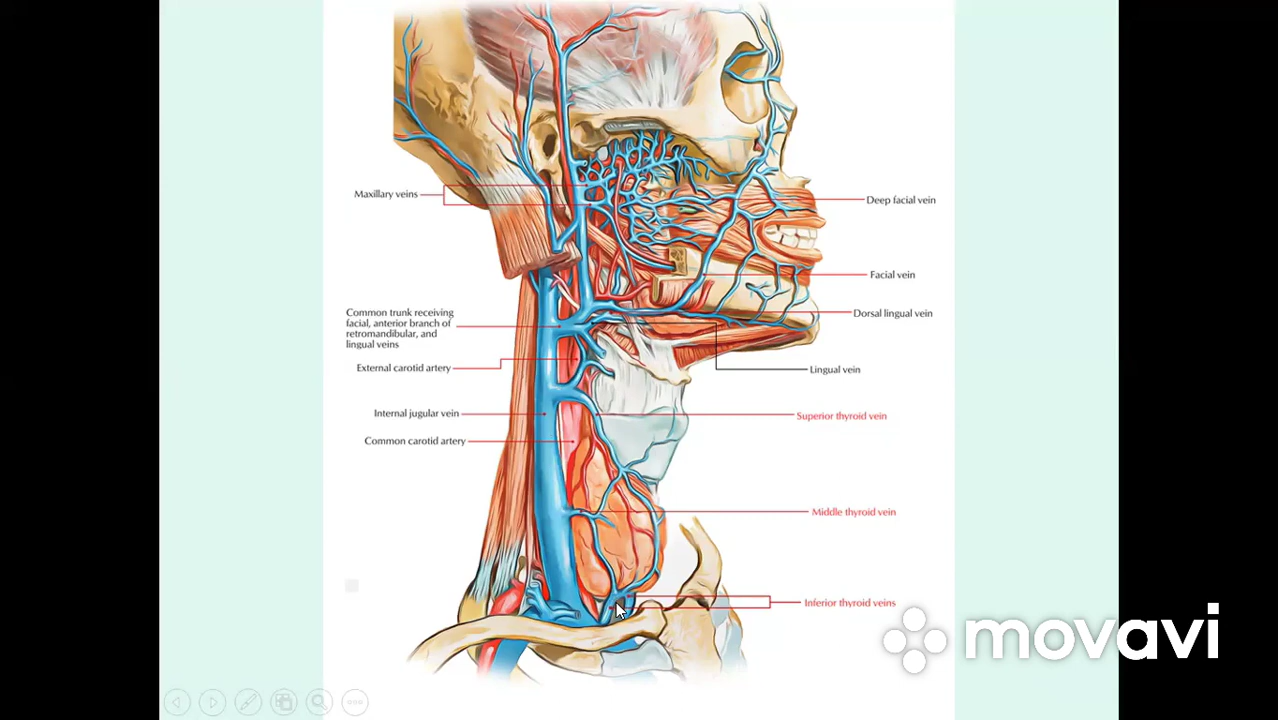 Maxillary veins
Deep facial vein
Facial vein
Common trunk receiving
facial, anterior branch of
retromandibular, and
lingual veins
Dorsal lingual vein
External carotid artery
Lingual vein
Internal jugular vein
Superior thyroid vein
Common carotid artery
Middle thyroid vein
Inferior thyroid veins
movavi